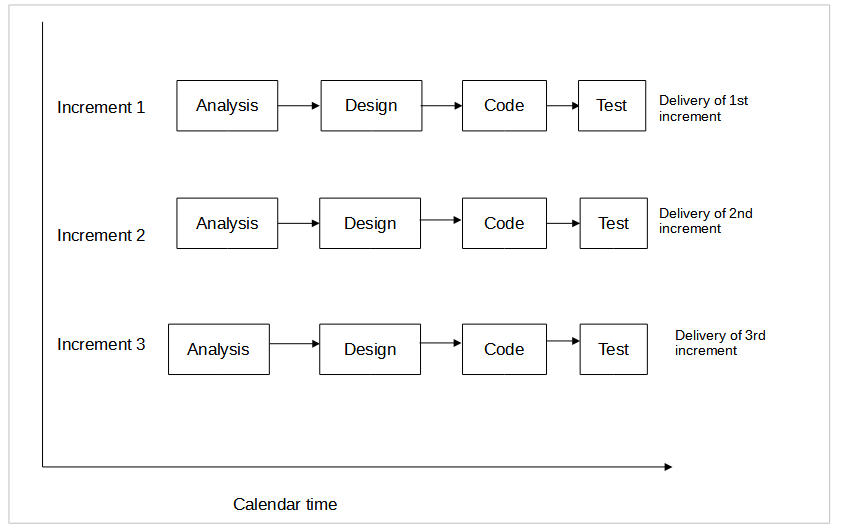 Increment 1
Analysis
Design
Code
Test
Delivery of 1st
increment
Increment 2
Analysis
Design
Code
Test
Delivery of 2nd
increment
Increment 3
Analysis
Design
Code
Test
Delivery of 3rd
increment
Calendar time